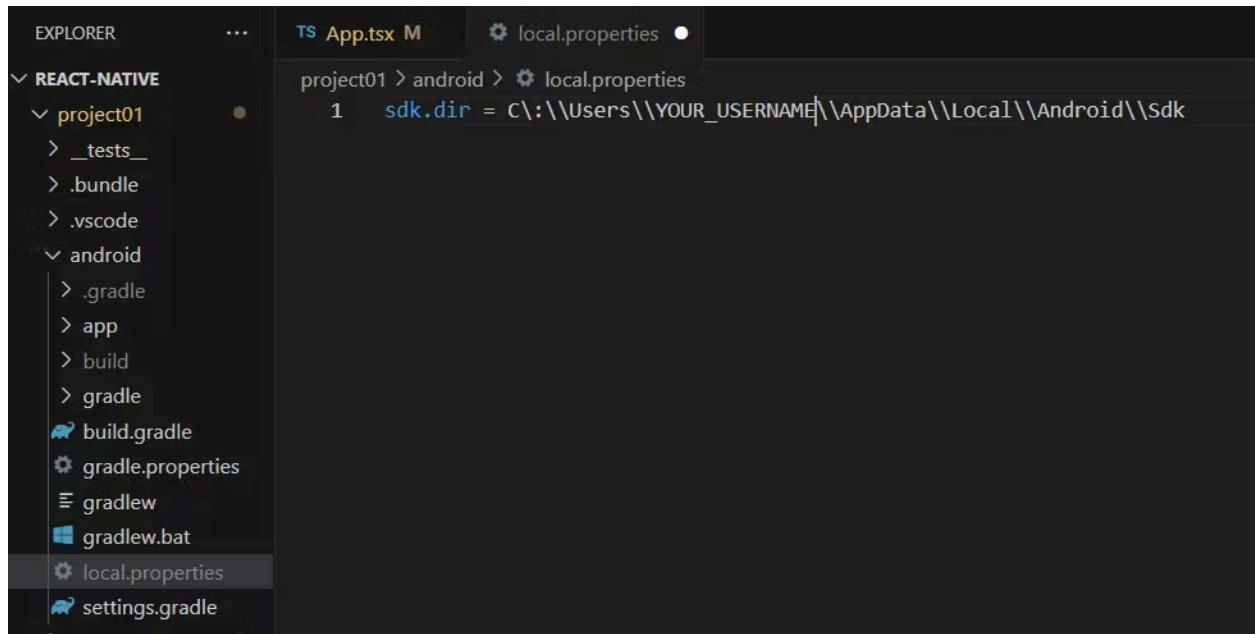 EXPLORER ...
REACT-NATIVE
project01
__tests__
.bundle
.vscode
android
.gradle
app
build
gradle
build.gradle
gradle.properties
gradlew
gradlew.bat
local.properties
settings.gradle
TS App.tsx M local.properties
project01 > android > local.properties
1 sdk.dir = C\:\\Users\\YOUR_USERNAME\\AppData\\Local\\Android\\Sdk